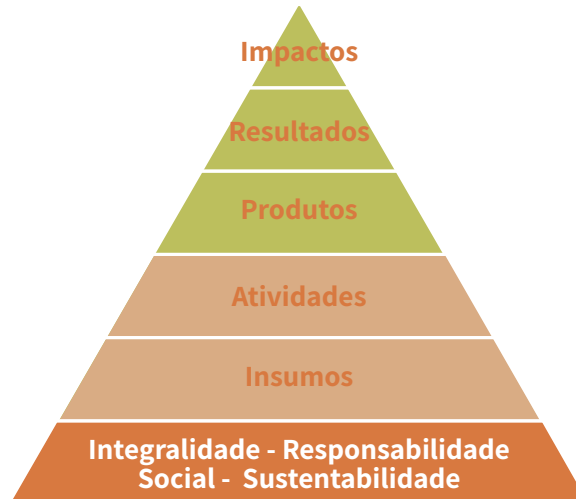 Impactos
Resultados
Produtos
Atividades
Insumos
Integralidade - Responsabilidade
Social - Sustentabilidade